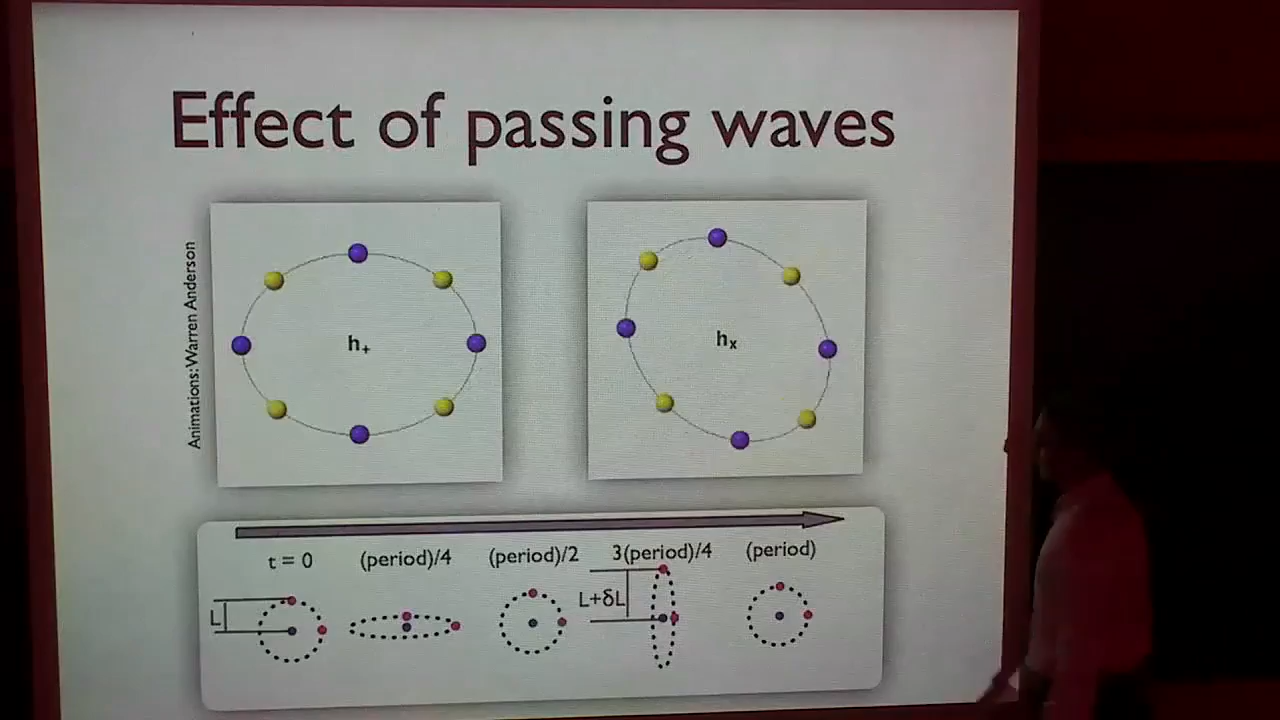 Effect of passing waves
Animations: Warren Anderson
h+
hx
t = 0 (period)/4 (period)/2 3(period)/4 (period)
L
L+δL